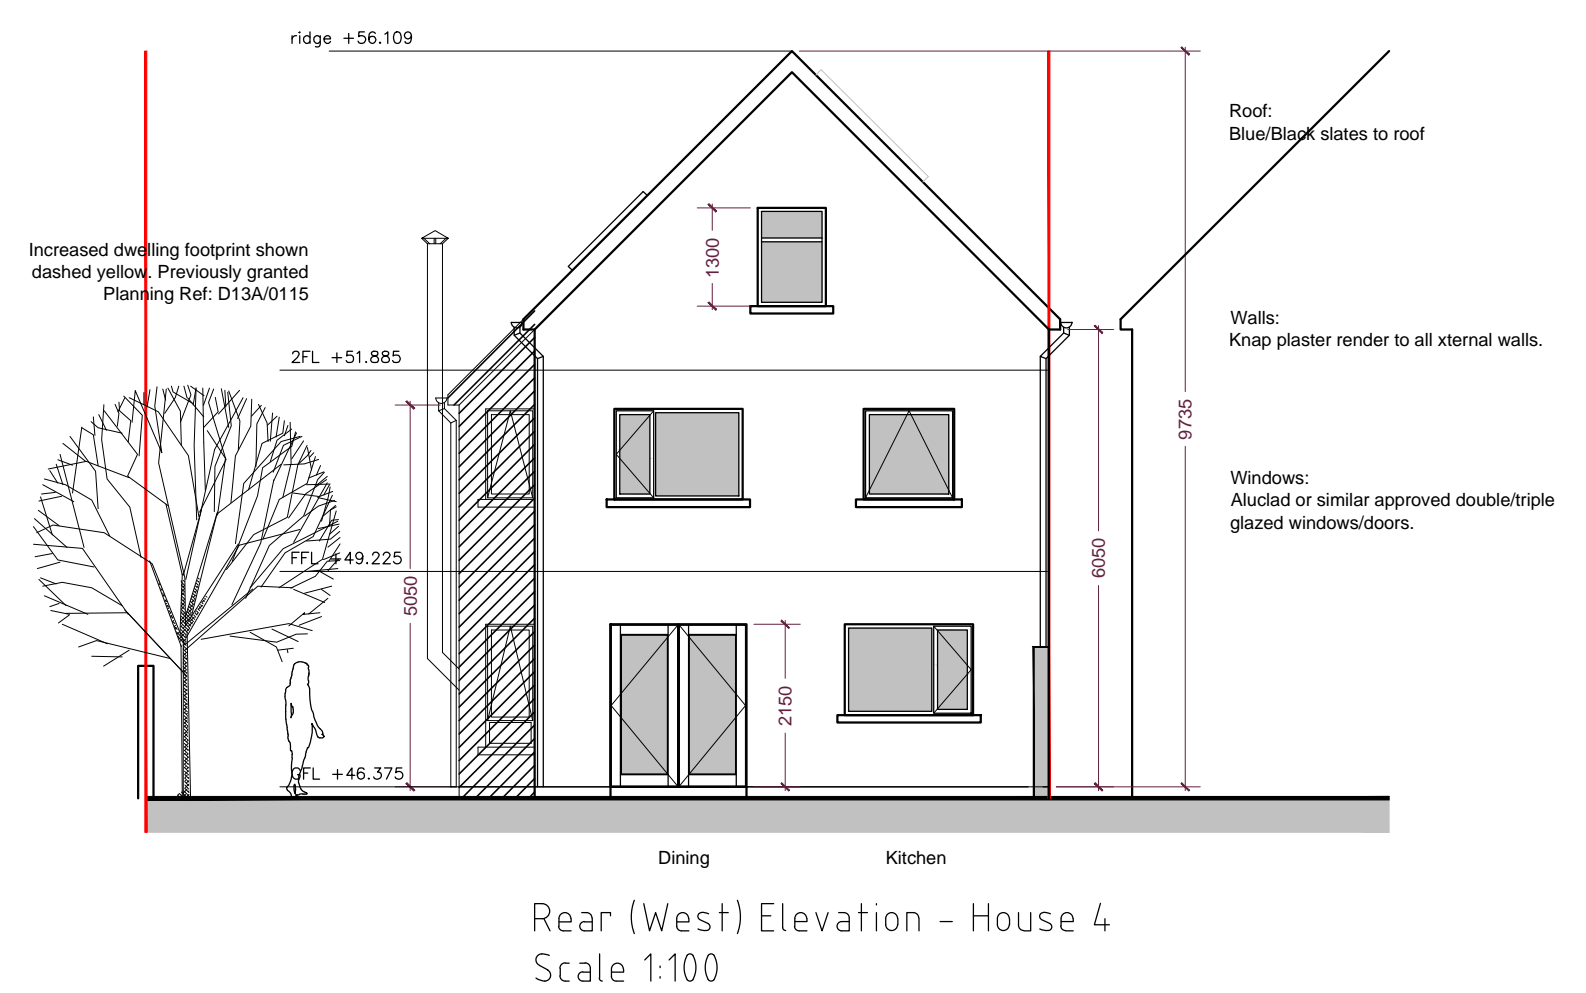 ridge +56.109
Roof:
Blue/Black slates to roof
Increased dwelling footprint shown
dashed yellow. Previously granted
Planning Ref: D13A/0115
1300
Walls:
Knap plaster render to all xternal walls.
2FL +51.885
9735
Windows:
Aluclad or similar approved double/triple
glazed windows/doors.
FFL +49.225
5050
6050
2150
GFL +46.375
Dining
Kitchen
Rear (West) Elevation - House 4
Scale 1:100